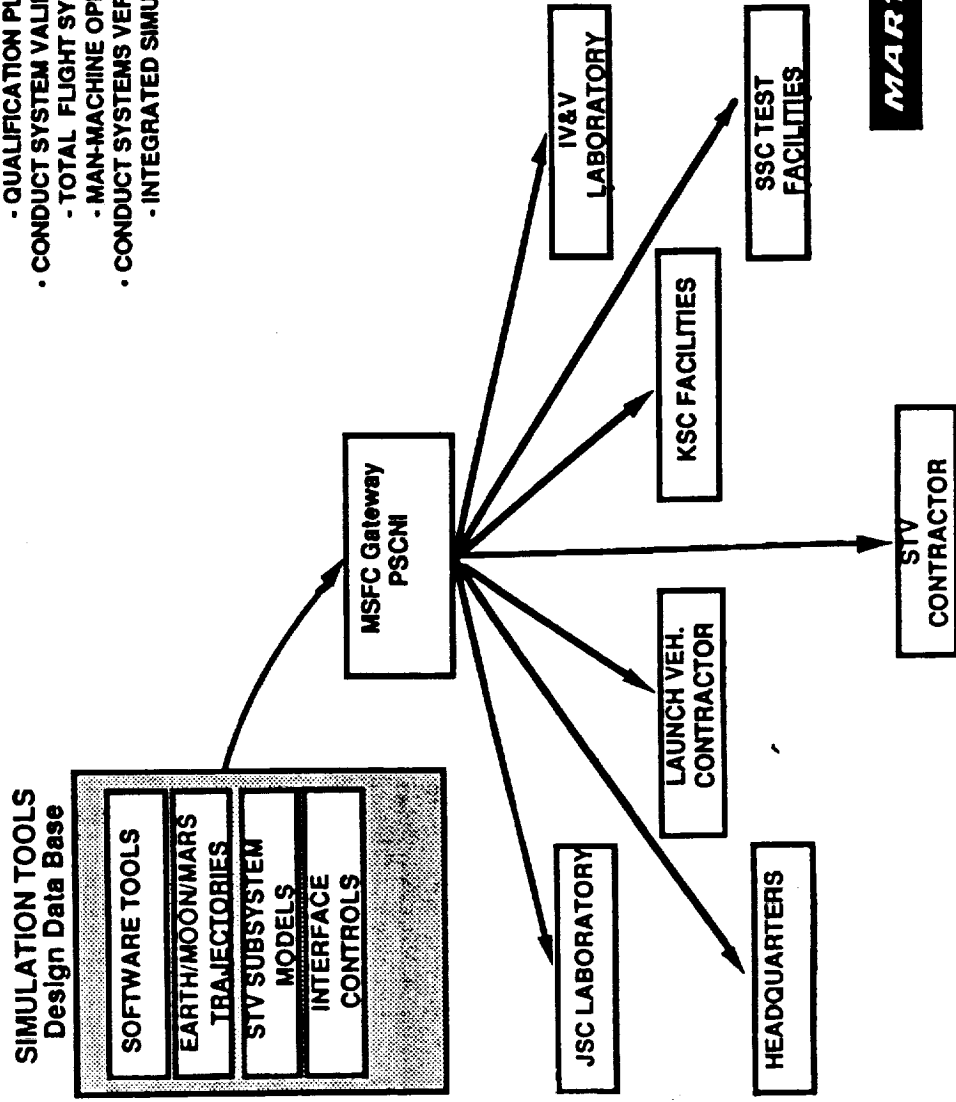 - QUALIFICATION
• CONDUCT SYSTEM
- TOTAL FLIGHT
- MAN-MACHINE
• CONDUCT SYSTEMS
- INTEGRATED
SIMULATION TOOLS
Design Data Base
SOFTWARE TOOLS
EARTH/MOON/MARS
TRAJECTORIES
STV SUBSYSTEM
MODELS
INTERFACE
CONTROLS
MSFC Gateway
PSCNI
JSC LABORATORY
HEADQUARTERS
LAUNCH VEH.
CONTRACTOR
STV
CONTRACTOR
KSC FACILITIES
IV&V
LABORATORY
SSC TEST
FACILITIES